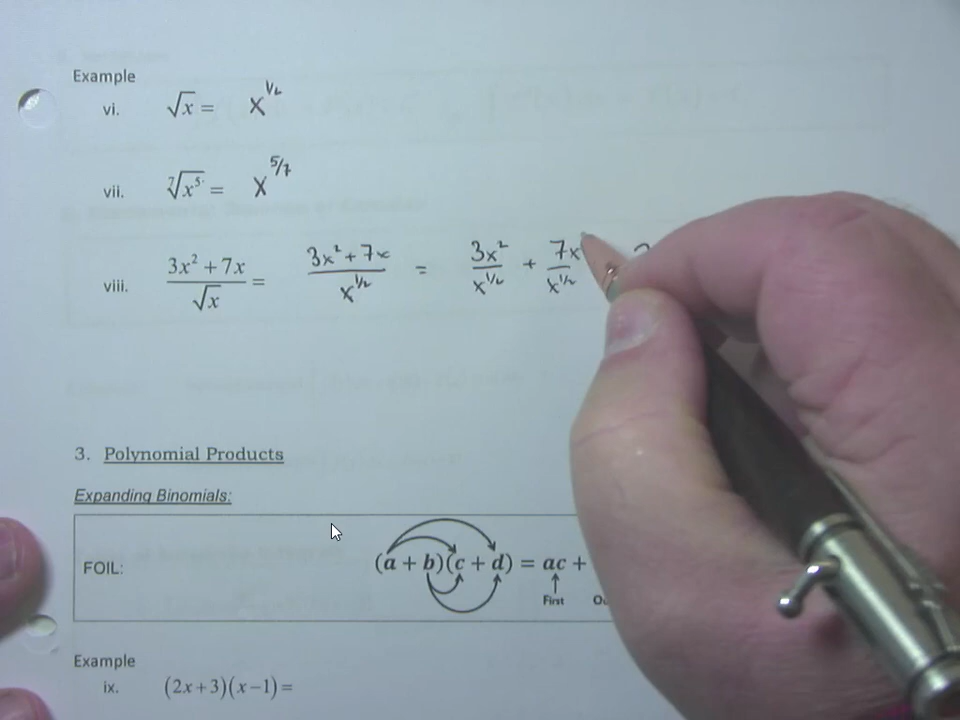 Example
vi. √x = x^1/2
vii. ⁷√x⁵ = x^5/7
viii. (3x² + 7x)/√x = (3x² + 7x)/x^1/2 = 3x²/x^1/2 + 7x/x^1/2
3. Polynomial Products
Expanding Binomials:
FOIL: (a + b)(c + d) = ac +
First
Example
ix. (2x+3)(x−1) =